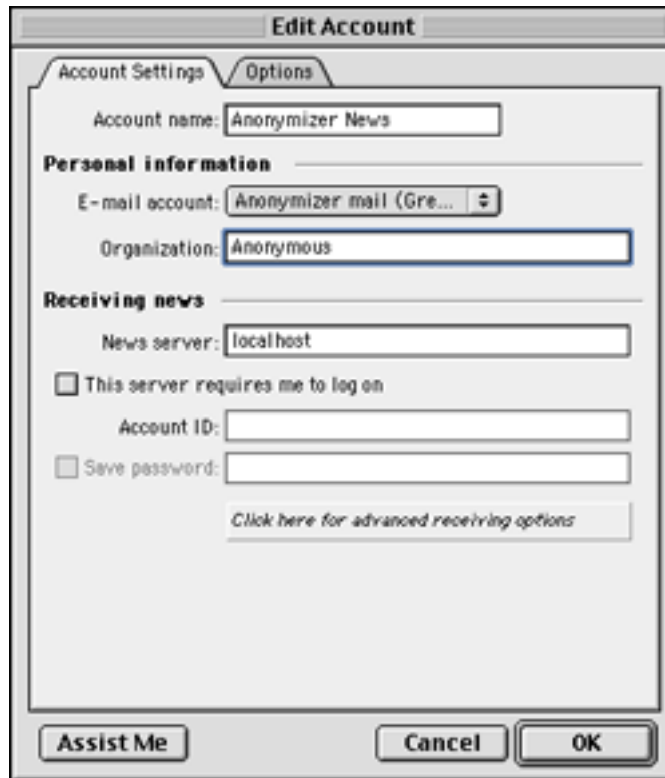 Edit Account
Account Settings Options
Account name: Anonymizer News
Personal information
E-mail account: Anonymizer mail (Gre...
Organization: Anonymous
Receiving news
News server: localhost
This server requires me to log on
Account ID:
Save password:
Click here for advanced receiving options
Assist Me Cancel OK